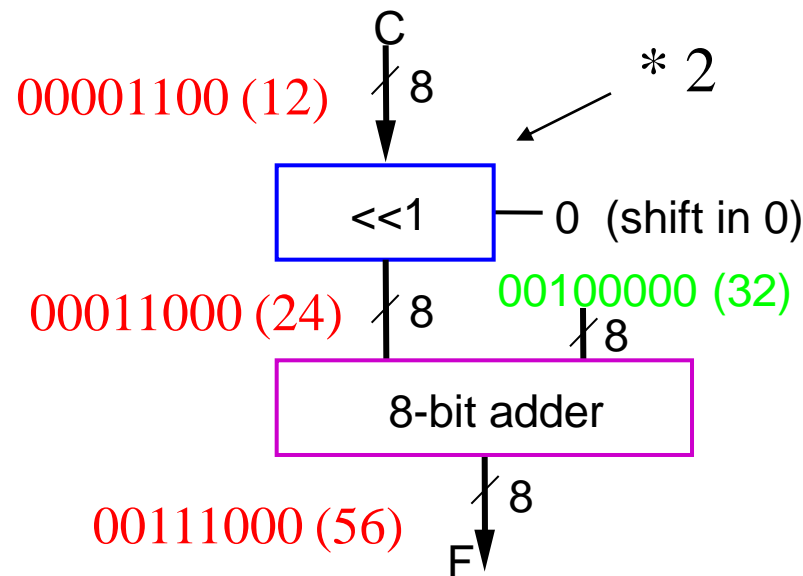 C
* 2
00001100 (12)
8
<<1
0 (shift in 0)
00100000 (32)
00011000 (24)
8
8
8-bit adder
8
00111000 (56)
F